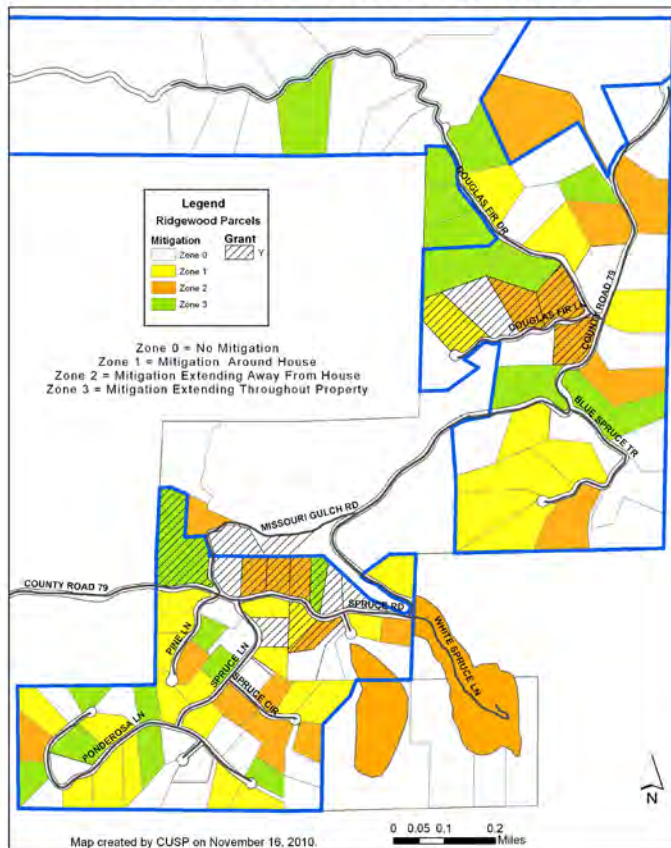 DOUGLAS FIR DR
Legend
Ridgewood Parcels
Mitigation Grant
Zone 0 Y
Zone 1
Zone 2
Zone 3
COUNTY ROAD 79
DOUGLAS FIR LN
Zone 0 = No Mitigation
Zone 1 = Mitigation Around House
Zone 2 = Mitigation Extending Away From House
Zone 3 = Mitigation Extending Throughout Property
BLUE SPRUCE TR
MISSOURI GULCH RD
COUNTY ROAD 79
SPRUCE RD
WHITE SPRUCE LN
PINE LN
SPRUCE LN
SPRUCE CIR
PONDEROSA LN
N
Map created by CUSP on November 16, 2010.
0 0.05 0.1 0.2
Miles